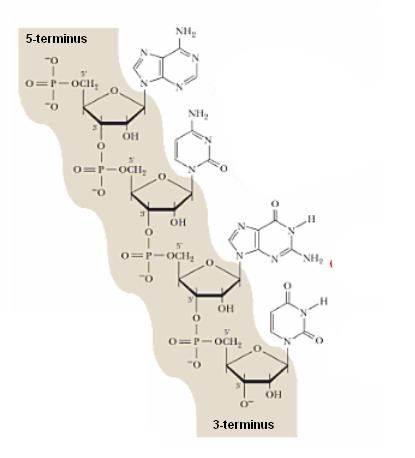 5-terminus
NH₂
⁻O
N
N
O=P—OCH₂
5'
O
N
N
⁻O
3'
OH
NH₂
O
N
O=P—OCH₂
5'
O
N
O
⁻O
3'
OH
O
O
N
N—H
O=P—OCH₂
5'
O
N
N
NH₂
(
⁻O
3'
OH
O
O
N—H
O=P—OCH₂
5'
O
N
O
⁻O
3'
OH
O⁻
3-terminus